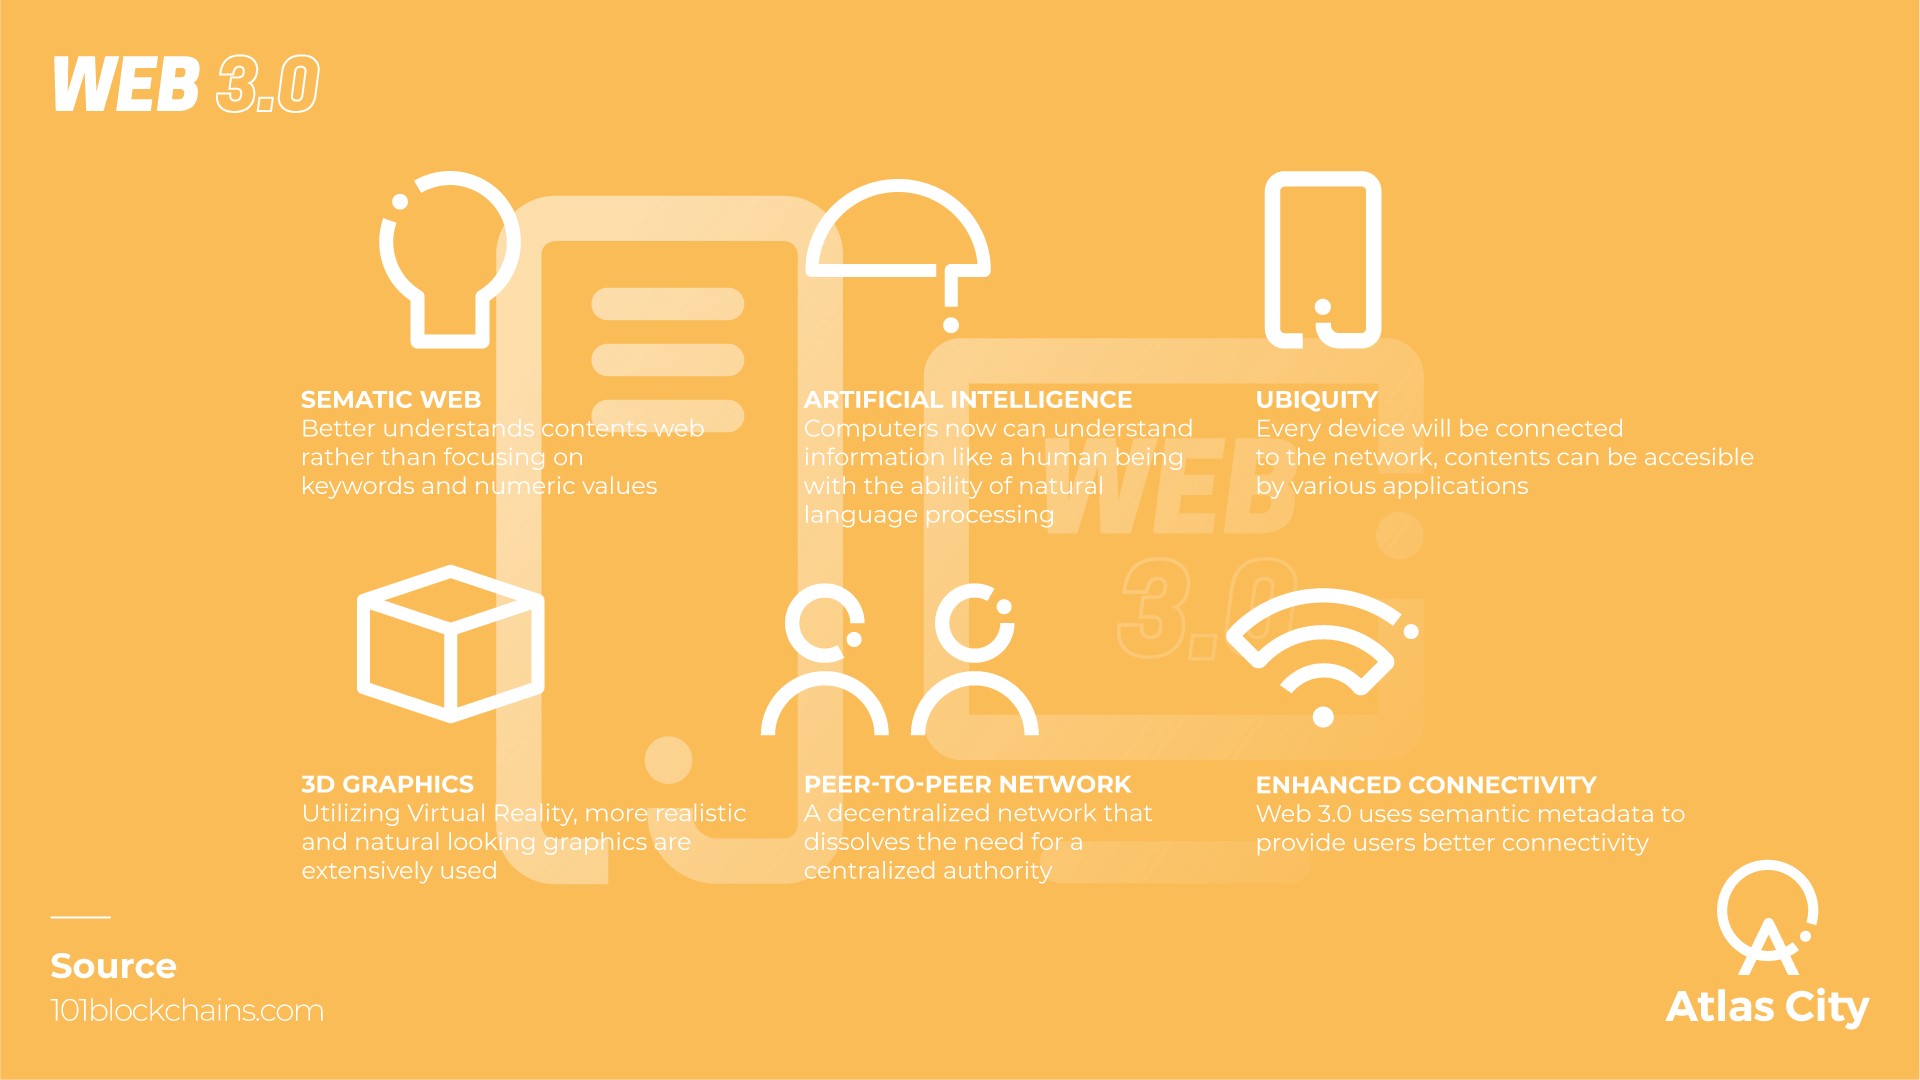 WEB 3.0
SEMATIC WEB
Better understands contents web
rather than focusing on
keywords and numeric values
ARTIFICIAL INTELLIGENCE
Computers now can understand
information like a human being
with the ability of natural
language processing
UBIQUITY
Every device will be connected
to the network, contents can be accesible
by various applications
WEB
3.0
3D GRAPHICS
Utilizing Virtual Reality, more realistic
and natural looking graphics are
extensively used
PEER-TO-PEER NETWORK
A decentralized network that
dissolves the need for a
centralized authority
ENHANCED CONNECTIVITY
Web 3.0 uses semantic metadata to
provide users better connectivity
Source
101blockchains.com
Atlas City